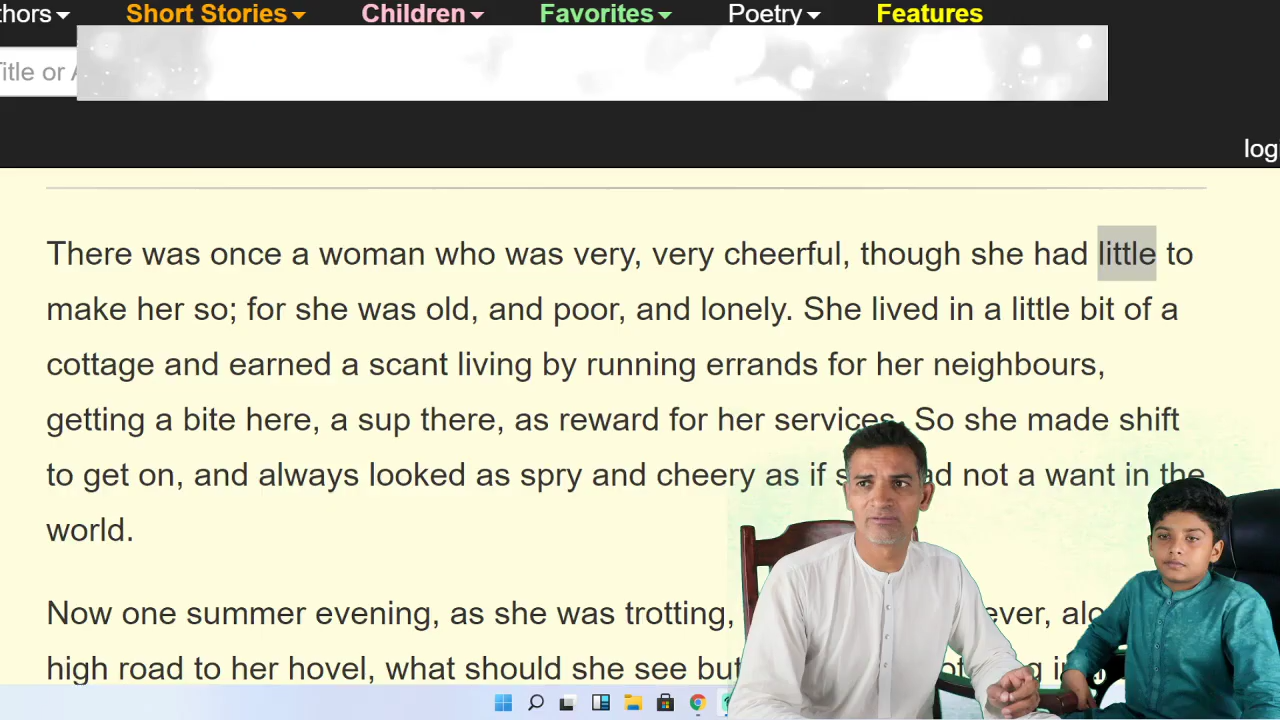 thors Short Stories Children Favorites Poetry Features
Title or
log
There was once a woman who was very, very cheerful, though she had little to
make her so; for she was old, and poor, and lonely. She lived in a little bit of a
cottage and earned a scant living by running errands for her neighbours,
getting a bite here, a sup there, as reward for her services. So she made shift
to get on, and always looked as spry and cheery as if ad not a want in the
world.
Now one summer evening, as she was trotting, ever,
high road to her hovel, what should she see but